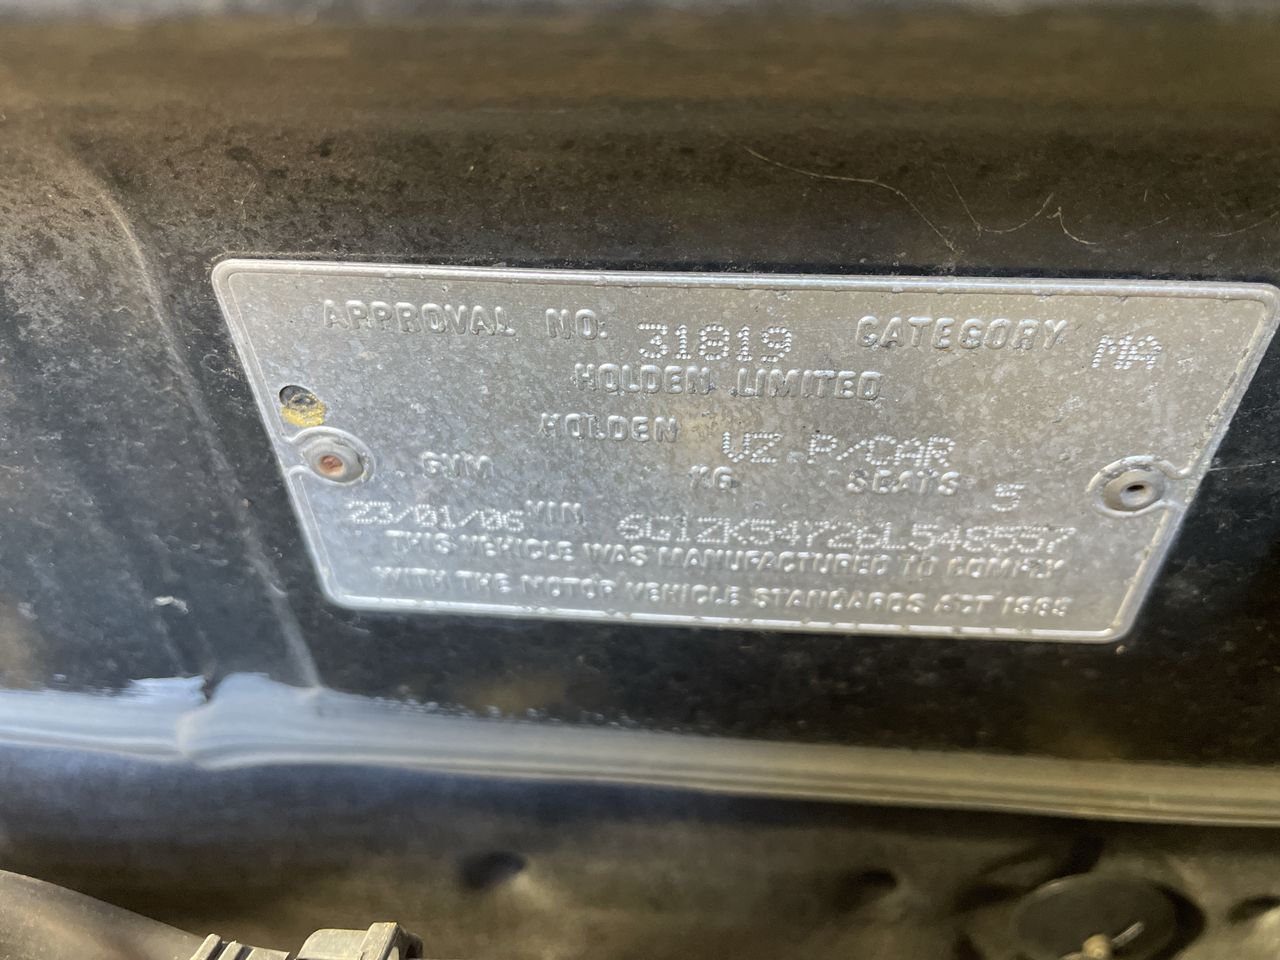 APPROVAL NO: 31819 CATEGORY MA
HOLDEN LIMITED
HOLDEN VZ P/CAR
GVM KG SEATS 5
23/01/06 VIN 6G1ZK54726L548557
THIS VEHICLE WAS MANUFACTURED TO COMPLY
WITH THE MOTOR VEHICLE STANDARDS ACT 1989